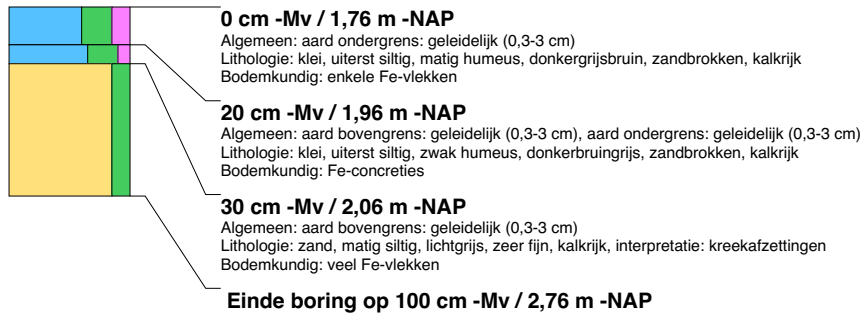 0 cm -Mv / 1,76 m -NAP
Algemeen: aard ondergrens: geleidelijk (0,3-3 cm)
Lithologie: klei, uiterst siltig, matig humeus, donkergrijsbruin, zandbrokken, kalkrijk
Bodemkundig: enkele Fe-vlekken
20 cm -Mv / 1,96 m -NAP
Algemeen: aard bovengrens: geleidelijk (0,3-3 cm), aard ondergrens: geleidelijk (0,3-3 cm)
Lithologie: klei, uiterst siltig, zwak humeus, donkerbruingrijs, zandbrokken, kalkrijk
Bodemkundig: Fe-concreties
30 cm -Mv / 2,06 m -NAP
Algemeen: aard bovengrens: geleidelijk (0,3-3 cm)
Lithologie: zand, matig siltig, lichtgrijs, zeer fijn, kalkrijk, interpretatie: kreekafzettingen
Bodemkundig: veel Fe-vlekken
Einde boring op 100 cm -Mv / 2,76 m -NAP